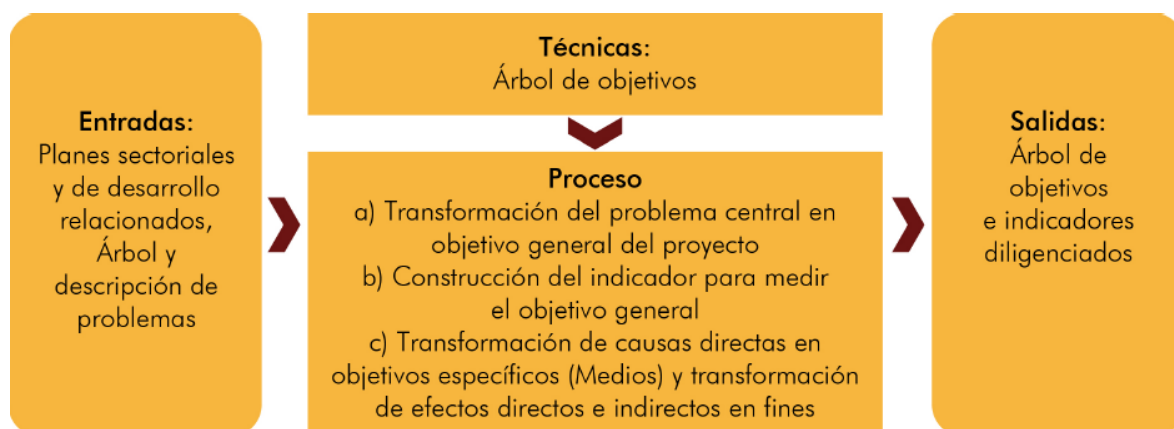 Entradas:
Planes sectoriales
y de desarrollo
relacionados,
Árbol y
descripción de
problemas
Técnicas:
Árbol de objetivos
Proceso
a) Transformación del problema central en
objetivo general del proyecto
b) Construcción del indicador para medir
el objetivo general
c) Transformación de causas directas en
objetivos específicos (Medios) y transformación
de efectos directos e indirectos en fines
Salidas:
Árbol de
objetivos
e indicadores
diligenciados